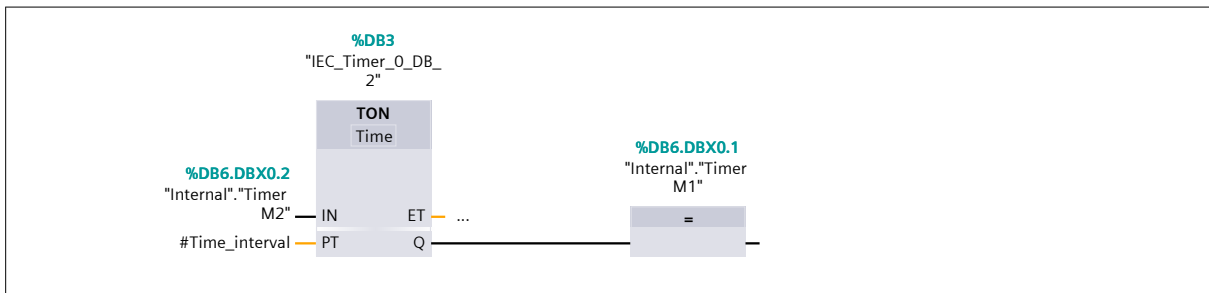 %DB3
"IEC_Timer_0_DB_
2"
TON
Time
%DB6.DBX0.2
"Internal"."Timer
M2"
IN
ET
...
#Time_interval
PT
Q
%DB6.DBX0.1
"Internal"."Timer
M1"
=